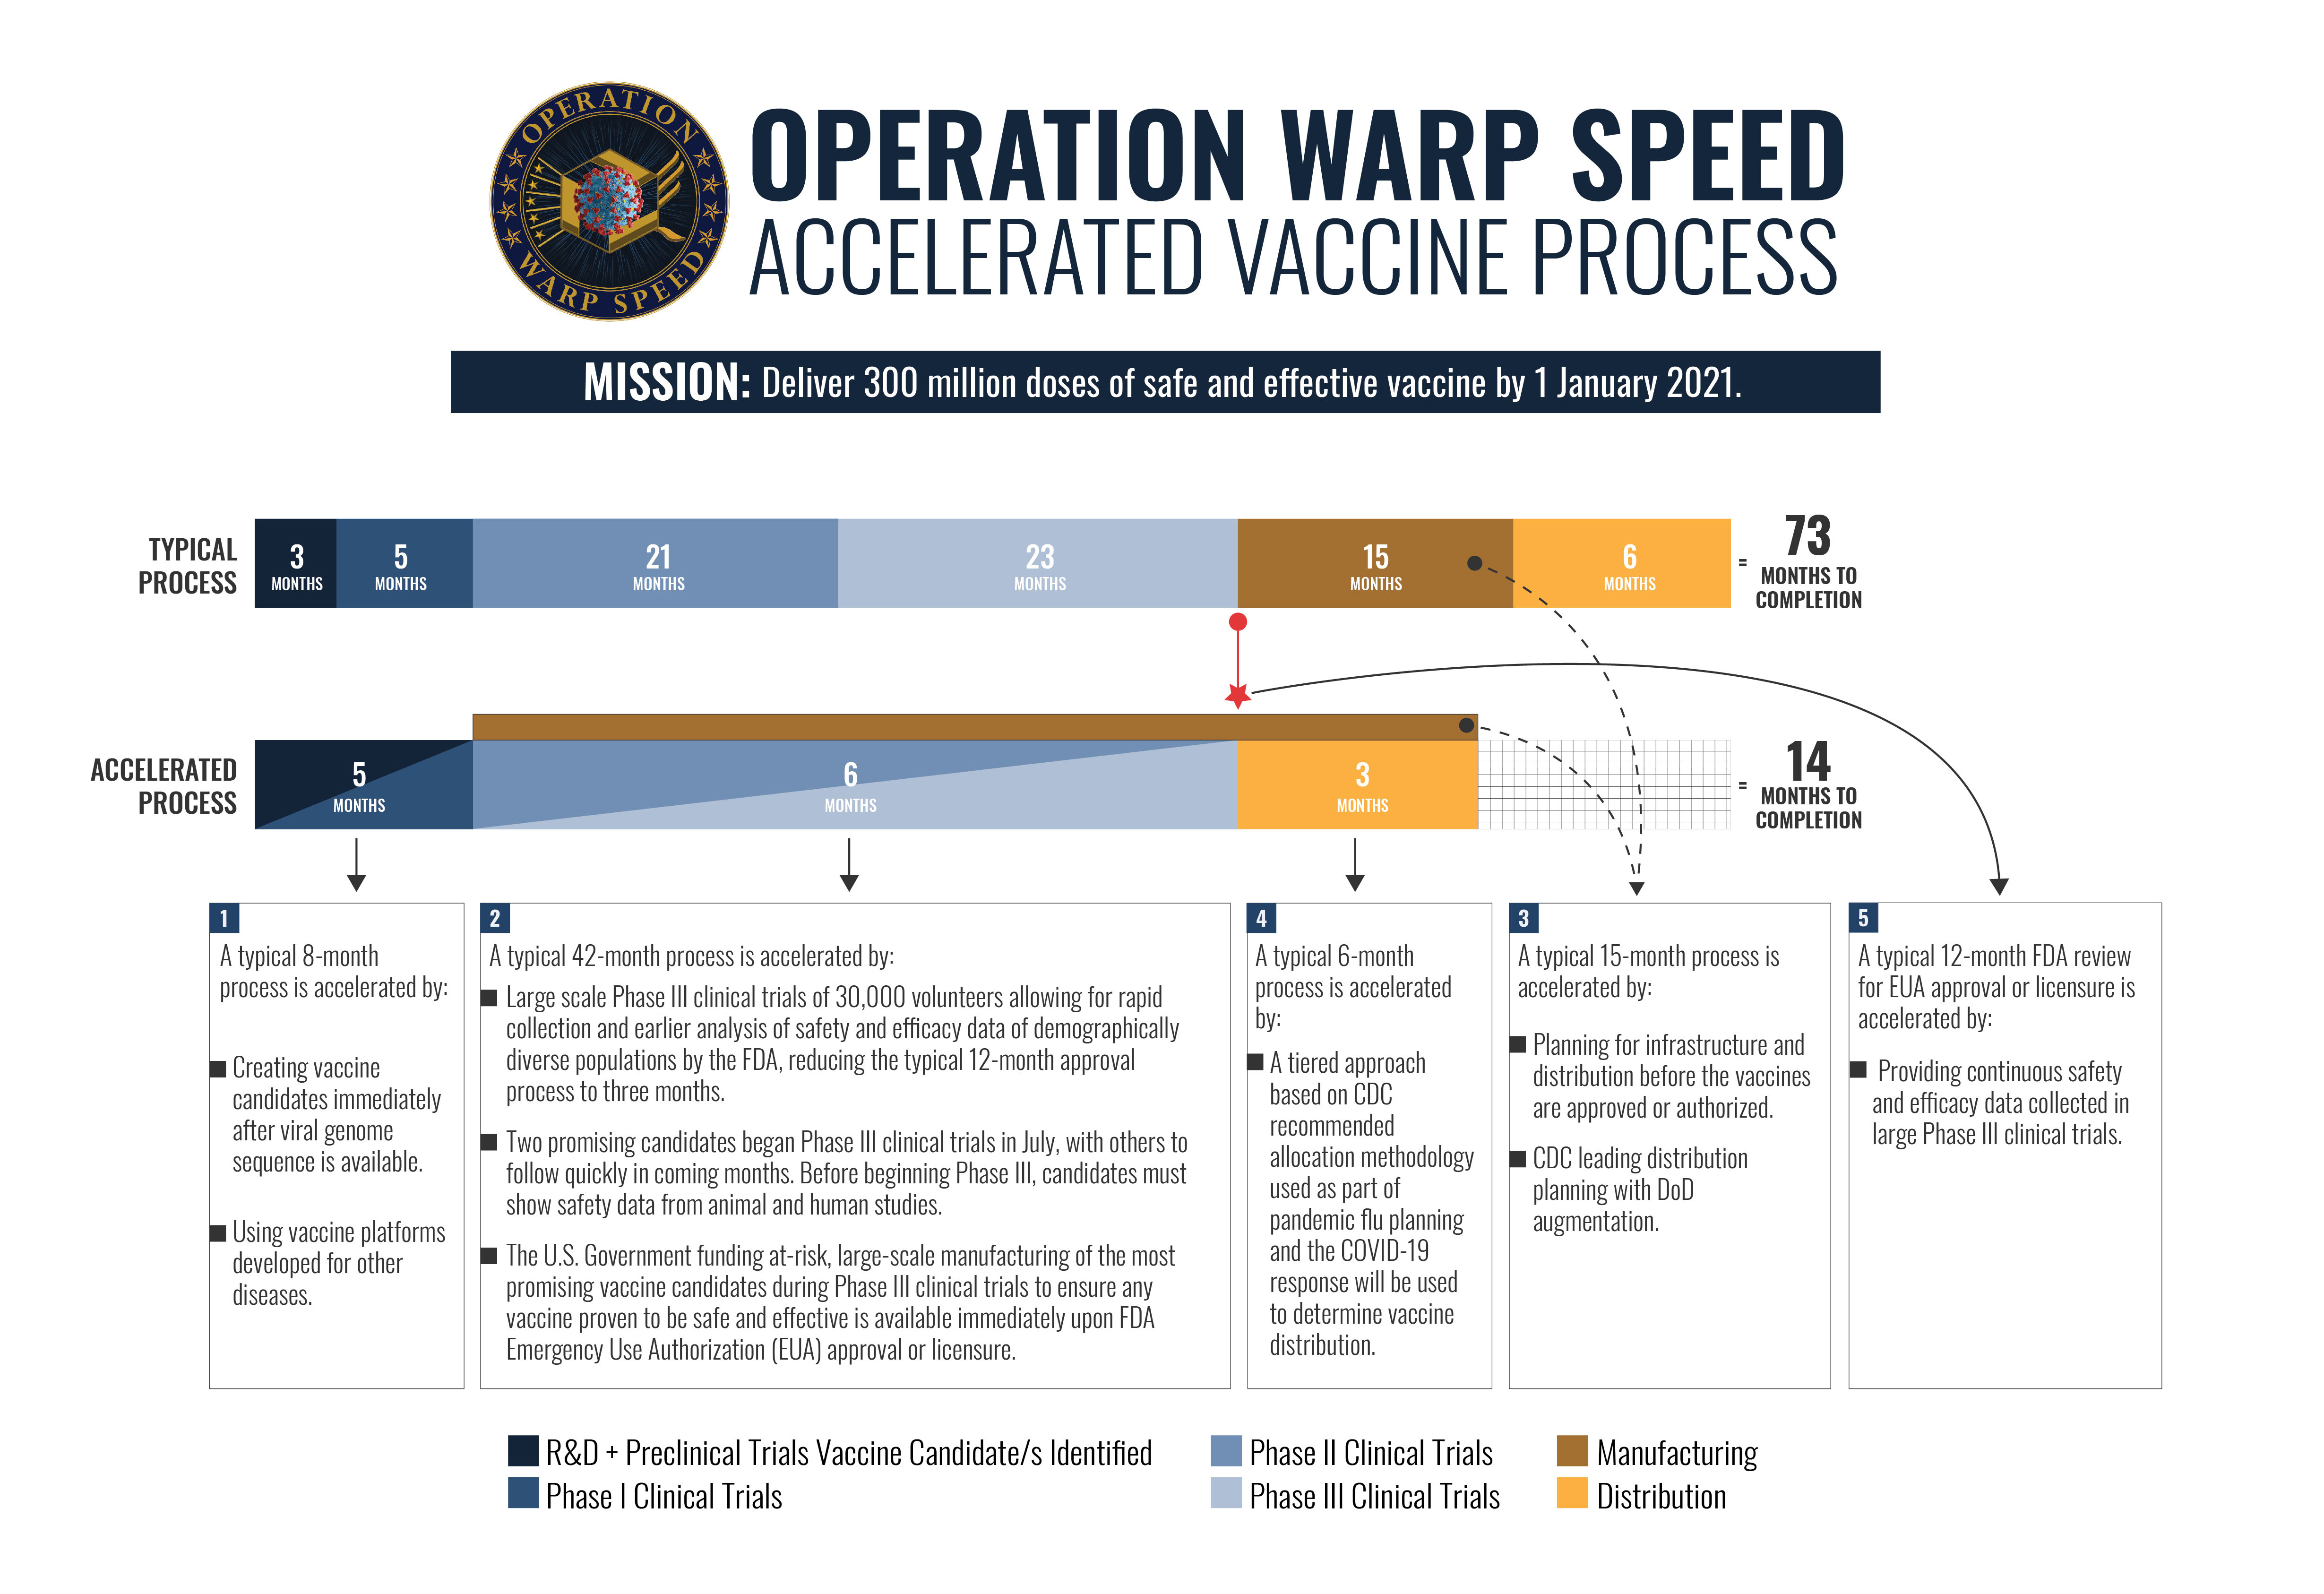 OPERATION
WARP SPEED
OPERATION WARP SPEED
ACCELERATED VACCINE PROCESS
MISSION: Deliver 300 million doses of safe and effective vaccine by 1 January 2021.
TYPICAL
PROCESS
3
MONTHS
5
MONTHS
21
MONTHS
23
MONTHS
15
MONTHS
6
MONTHS
=
73
MONTHS TO
COMPLETION
ACCELERATED
PROCESS
5
MONTHS
6
MONTHS
3
MONTHS
=
14
MONTHS TO
COMPLETION
1
A typical 8-month
process is accelerated by:
■ Creating vaccine
candidates immediately
after viral genome
sequence is available.
■ Using vaccine platforms
developed for other
diseases.
2
A typical 42-month process is accelerated by:
■ Large scale Phase III clinical trials of 30,000 volunteers allowing for rapid
collection and earlier analysis of safety and efficacy data of demographically
diverse populations by the FDA, reducing the typical 12-month approval
process to three months.
■ Two promising candidates began Phase III clinical trials in July, with others to
follow quickly in coming months. Before beginning Phase III, candidates must
show safety data from animal and human studies.
■ The U.S. Government funding at-risk, large-scale manufacturing of the most
promising vaccine candidates during Phase III clinical trials to ensure any
vaccine proven to be safe and effective is available immediately upon FDA
Emergency Use Authorization (EUA) approval or licensure.
4
A typical 6-month
process is accelerated
by:
■ A tiered approach
based on CDC
recommended
allocation methodology
used as part of
pandemic flu planning
and the COVID-19
response will be used
to determine vaccine
distribution.
3
A typical 15-month process is
accelerated by:
■ Planning for infrastructure and
distribution before the vaccines
are approved or authorized.
■ CDC leading distribution
planning with DoD
augmentation.
5
A typical 12-month FDA review
for EUA approval or licensure is
accelerated by:
■ Providing continuous safety
and efficacy data collected in
large Phase III clinical trials.
R&D + Preclinical Trials Vaccine Candidate/s Identified
Phase I Clinical Trials
Phase II Clinical Trials
Phase III Clinical Trials
Manufacturing
Distribution